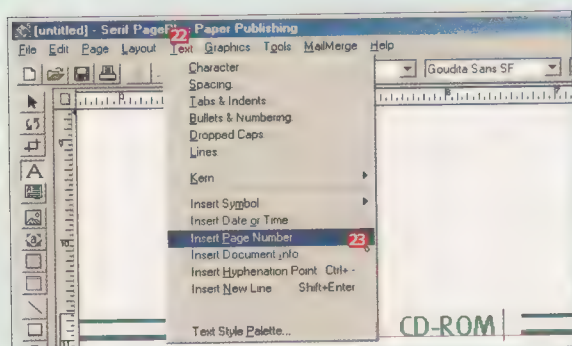 [untitled] - Serif PagePlus - Paper Publishing
22
File Edit Page Layout Text Graphics Tools MailMerge Help
Goudita Sans SF
Character
Spacing
Tabs & Indents
Bullets & Numbering
Dropped Caps
Lines
Kern
Insert Symbol
Insert Date or Time
Insert Page Number 23
Insert Document Info
Insert Hyphenation Point Ctrl+ -
Insert New Line Shift+Enter
Text Style Palette...
A
CD-ROM